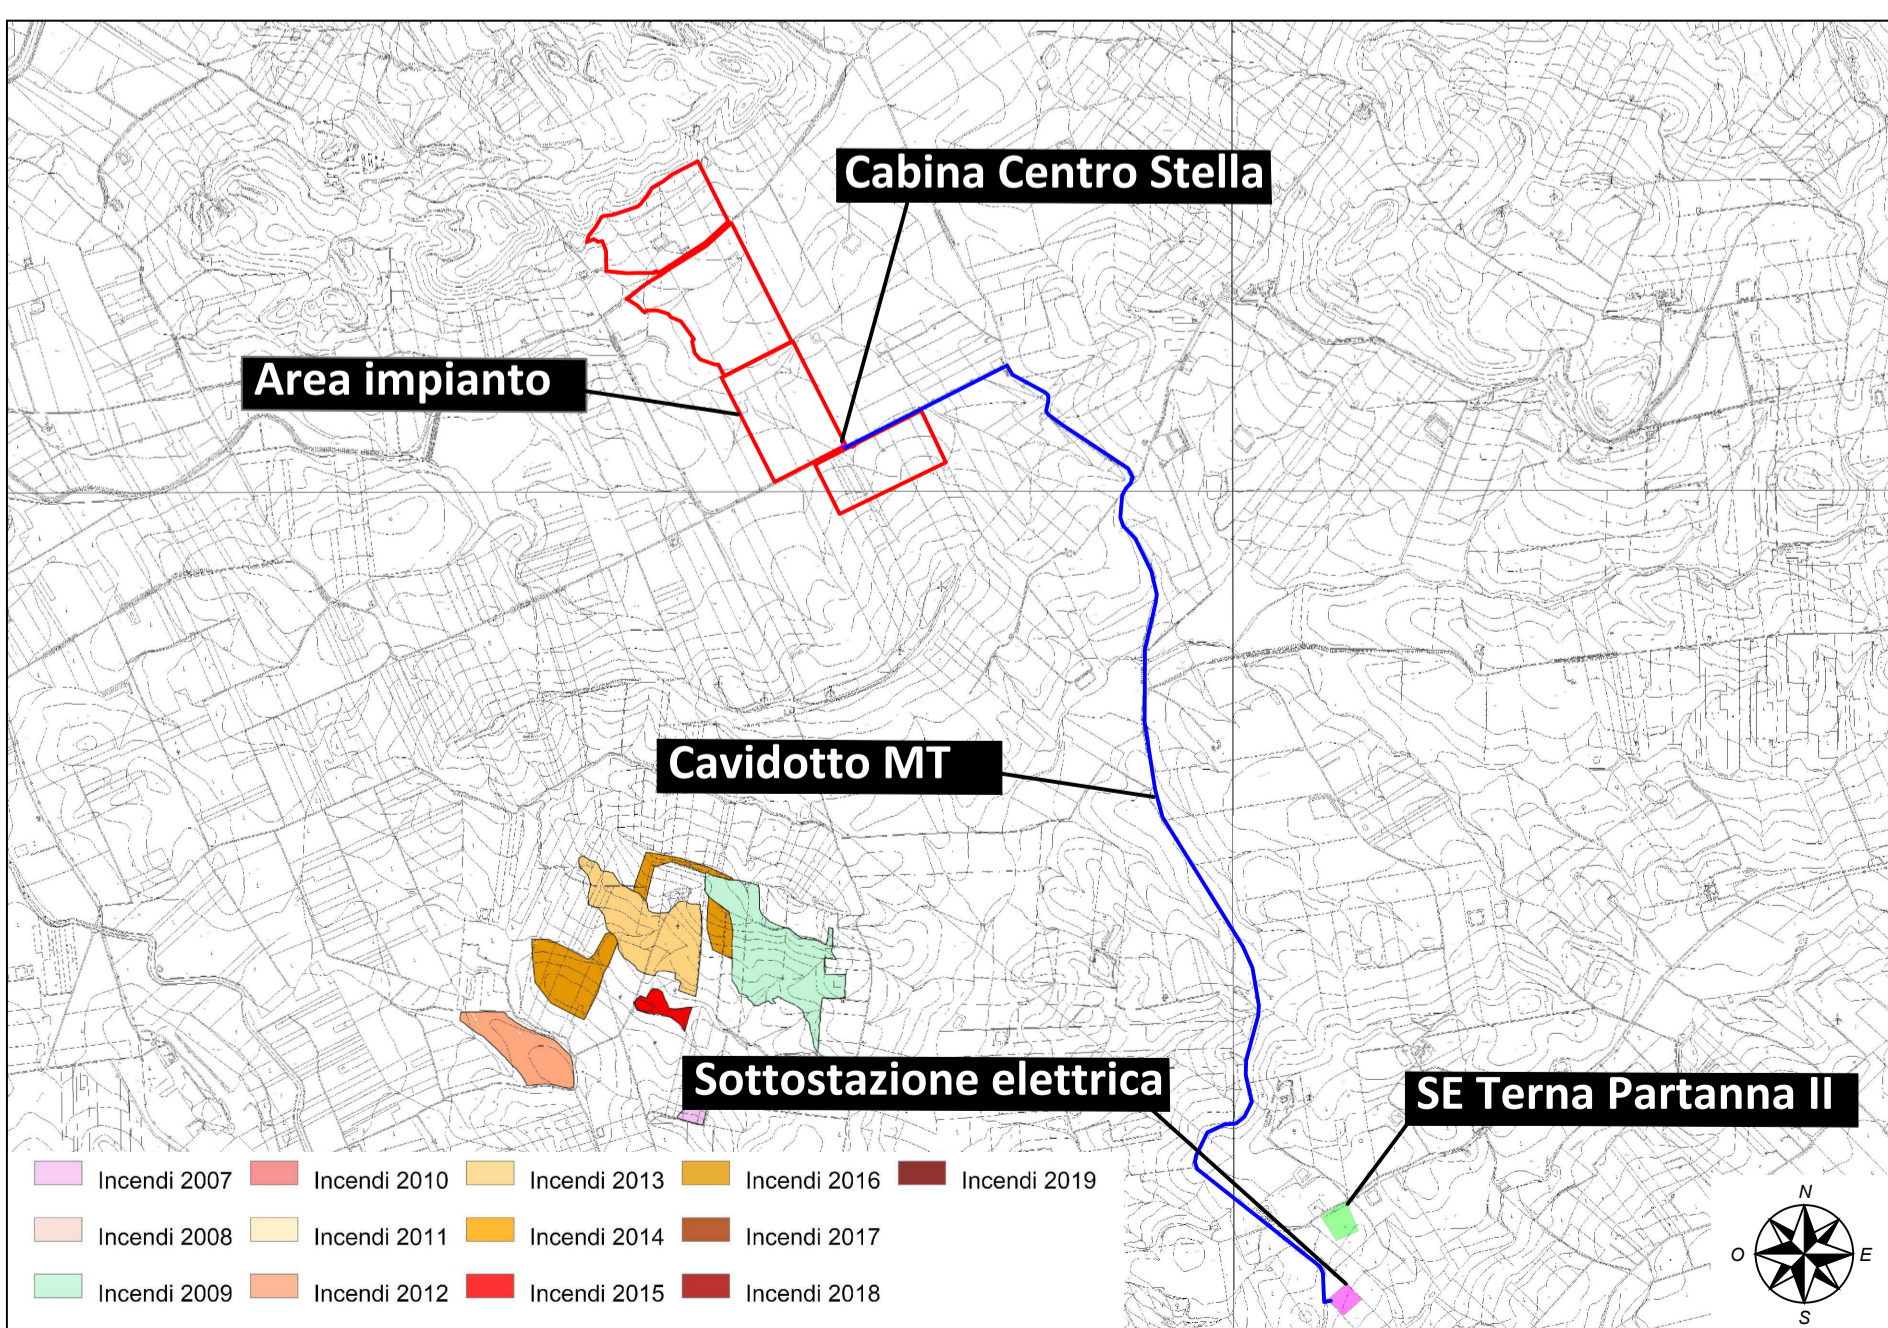 Cabina Centro Stella
Area impianto
Cavidotto MT
Sottostazione elettrica
SE Terna Partanna II
Incendi 2007
Incendi 2010
Incendi 2013
Incendi 2016
Incendi 2019
Incendi 2008
Incendi 2011
Incendi 2014
Incendi 2017
Incendi 2009
Incendi 2012
Incendi 2015
Incendi 2018
N
O
E
S